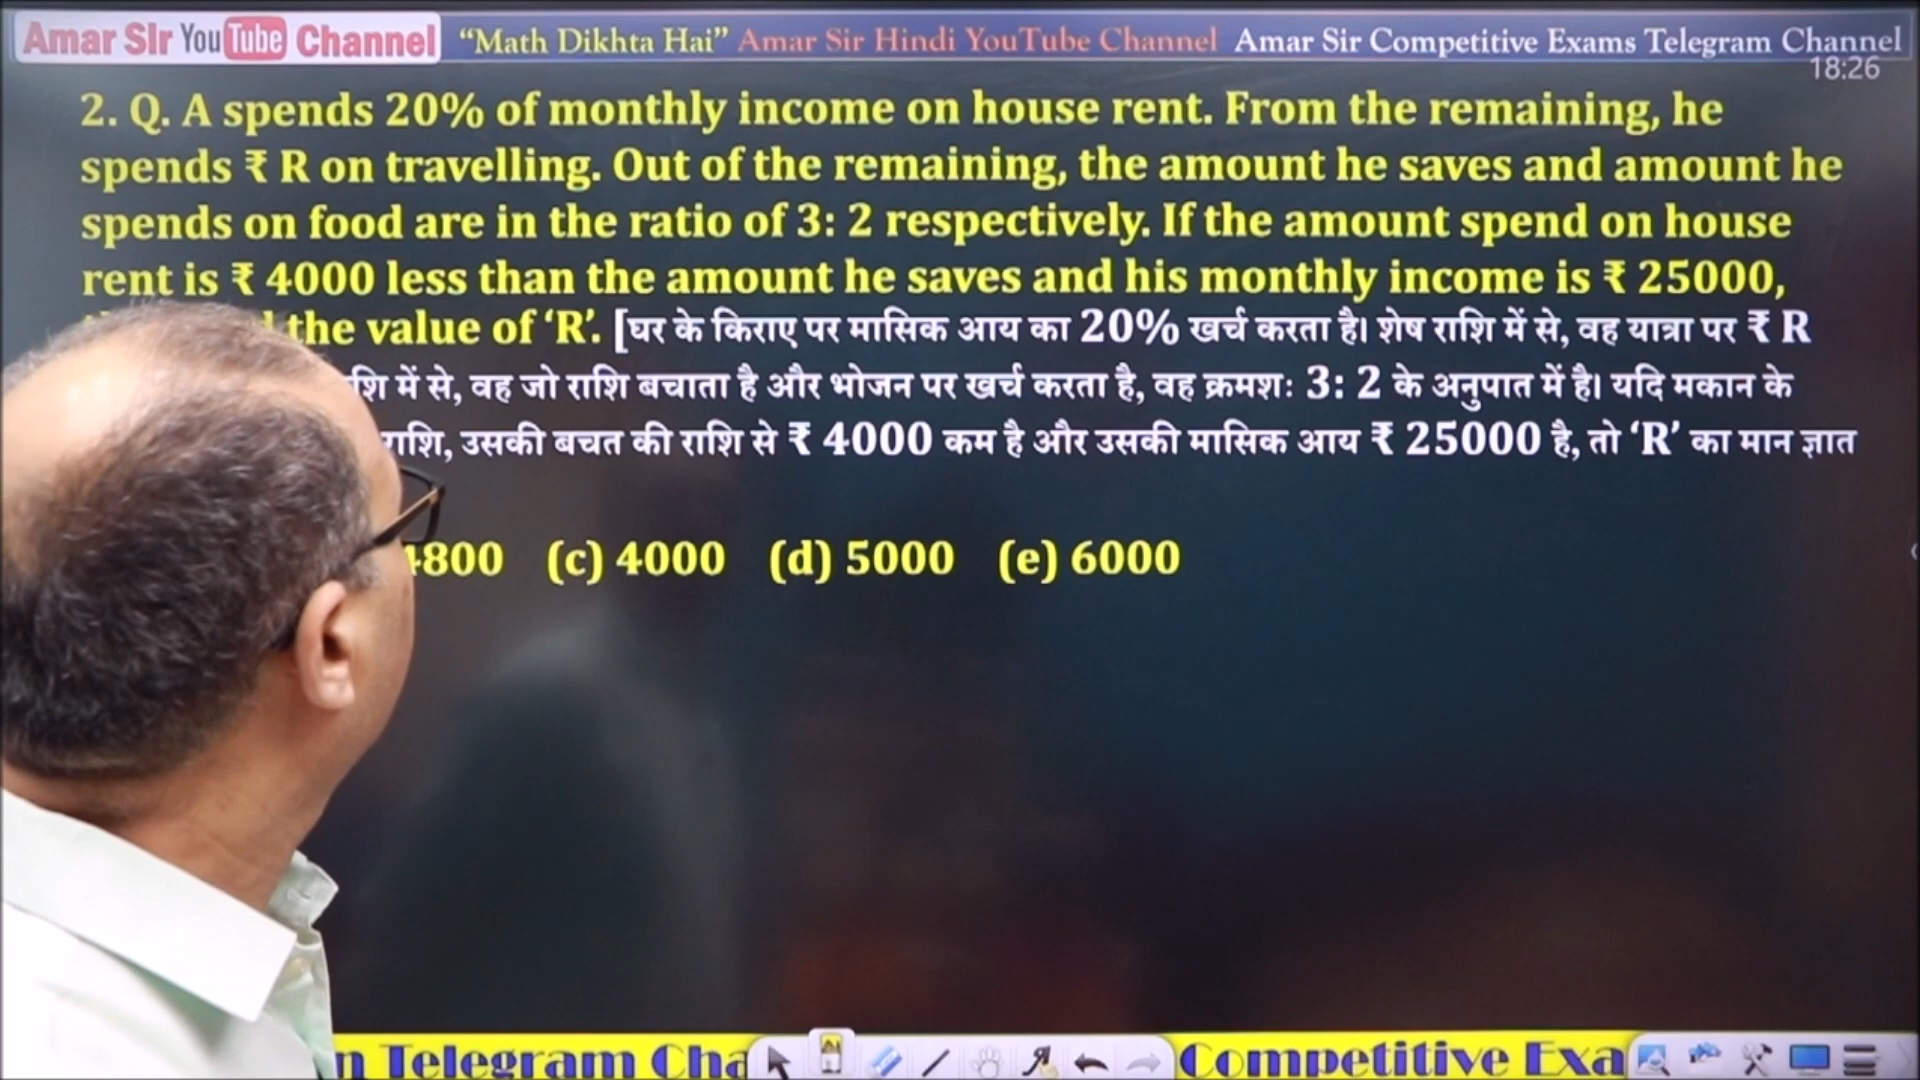 Amar Sir YouTube Channel "Math Dikhta Hai" Amar Sir Hindi YouTube Channel Amar Sir Competitive Exams Telegram Channel
18:26
2. Q. A spends 20% of monthly income on house rent. From the remaining, he
spends ₹ R on travelling. Out of the remaining, the amount he saves and amount he
spends on food are in the ratio of 3: 2 respectively. If the amount spend on house
rent is ₹ 4000 less than the amount he saves and his monthly income is ₹ 25000,
the value of ‘R’. [घर के किराए पर मासिक आय का 20% खर्च करता है। शेष राशि में से, वह यात्रा पर ₹ R
में से, वह जो राशि बचाता है और भोजन पर खर्च करता है, वह क्रमशः 3: 2 के अनुपात में है। यदि मकान के
राशि, उसकी बचत की राशि से ₹ 4000 कम है और उसकी मासिक आय ₹ 25000 है, तो ‘R’ का मान ज्ञात
4800 (c) 4000 (d) 5000 (e) 6000
Telegram Competitive